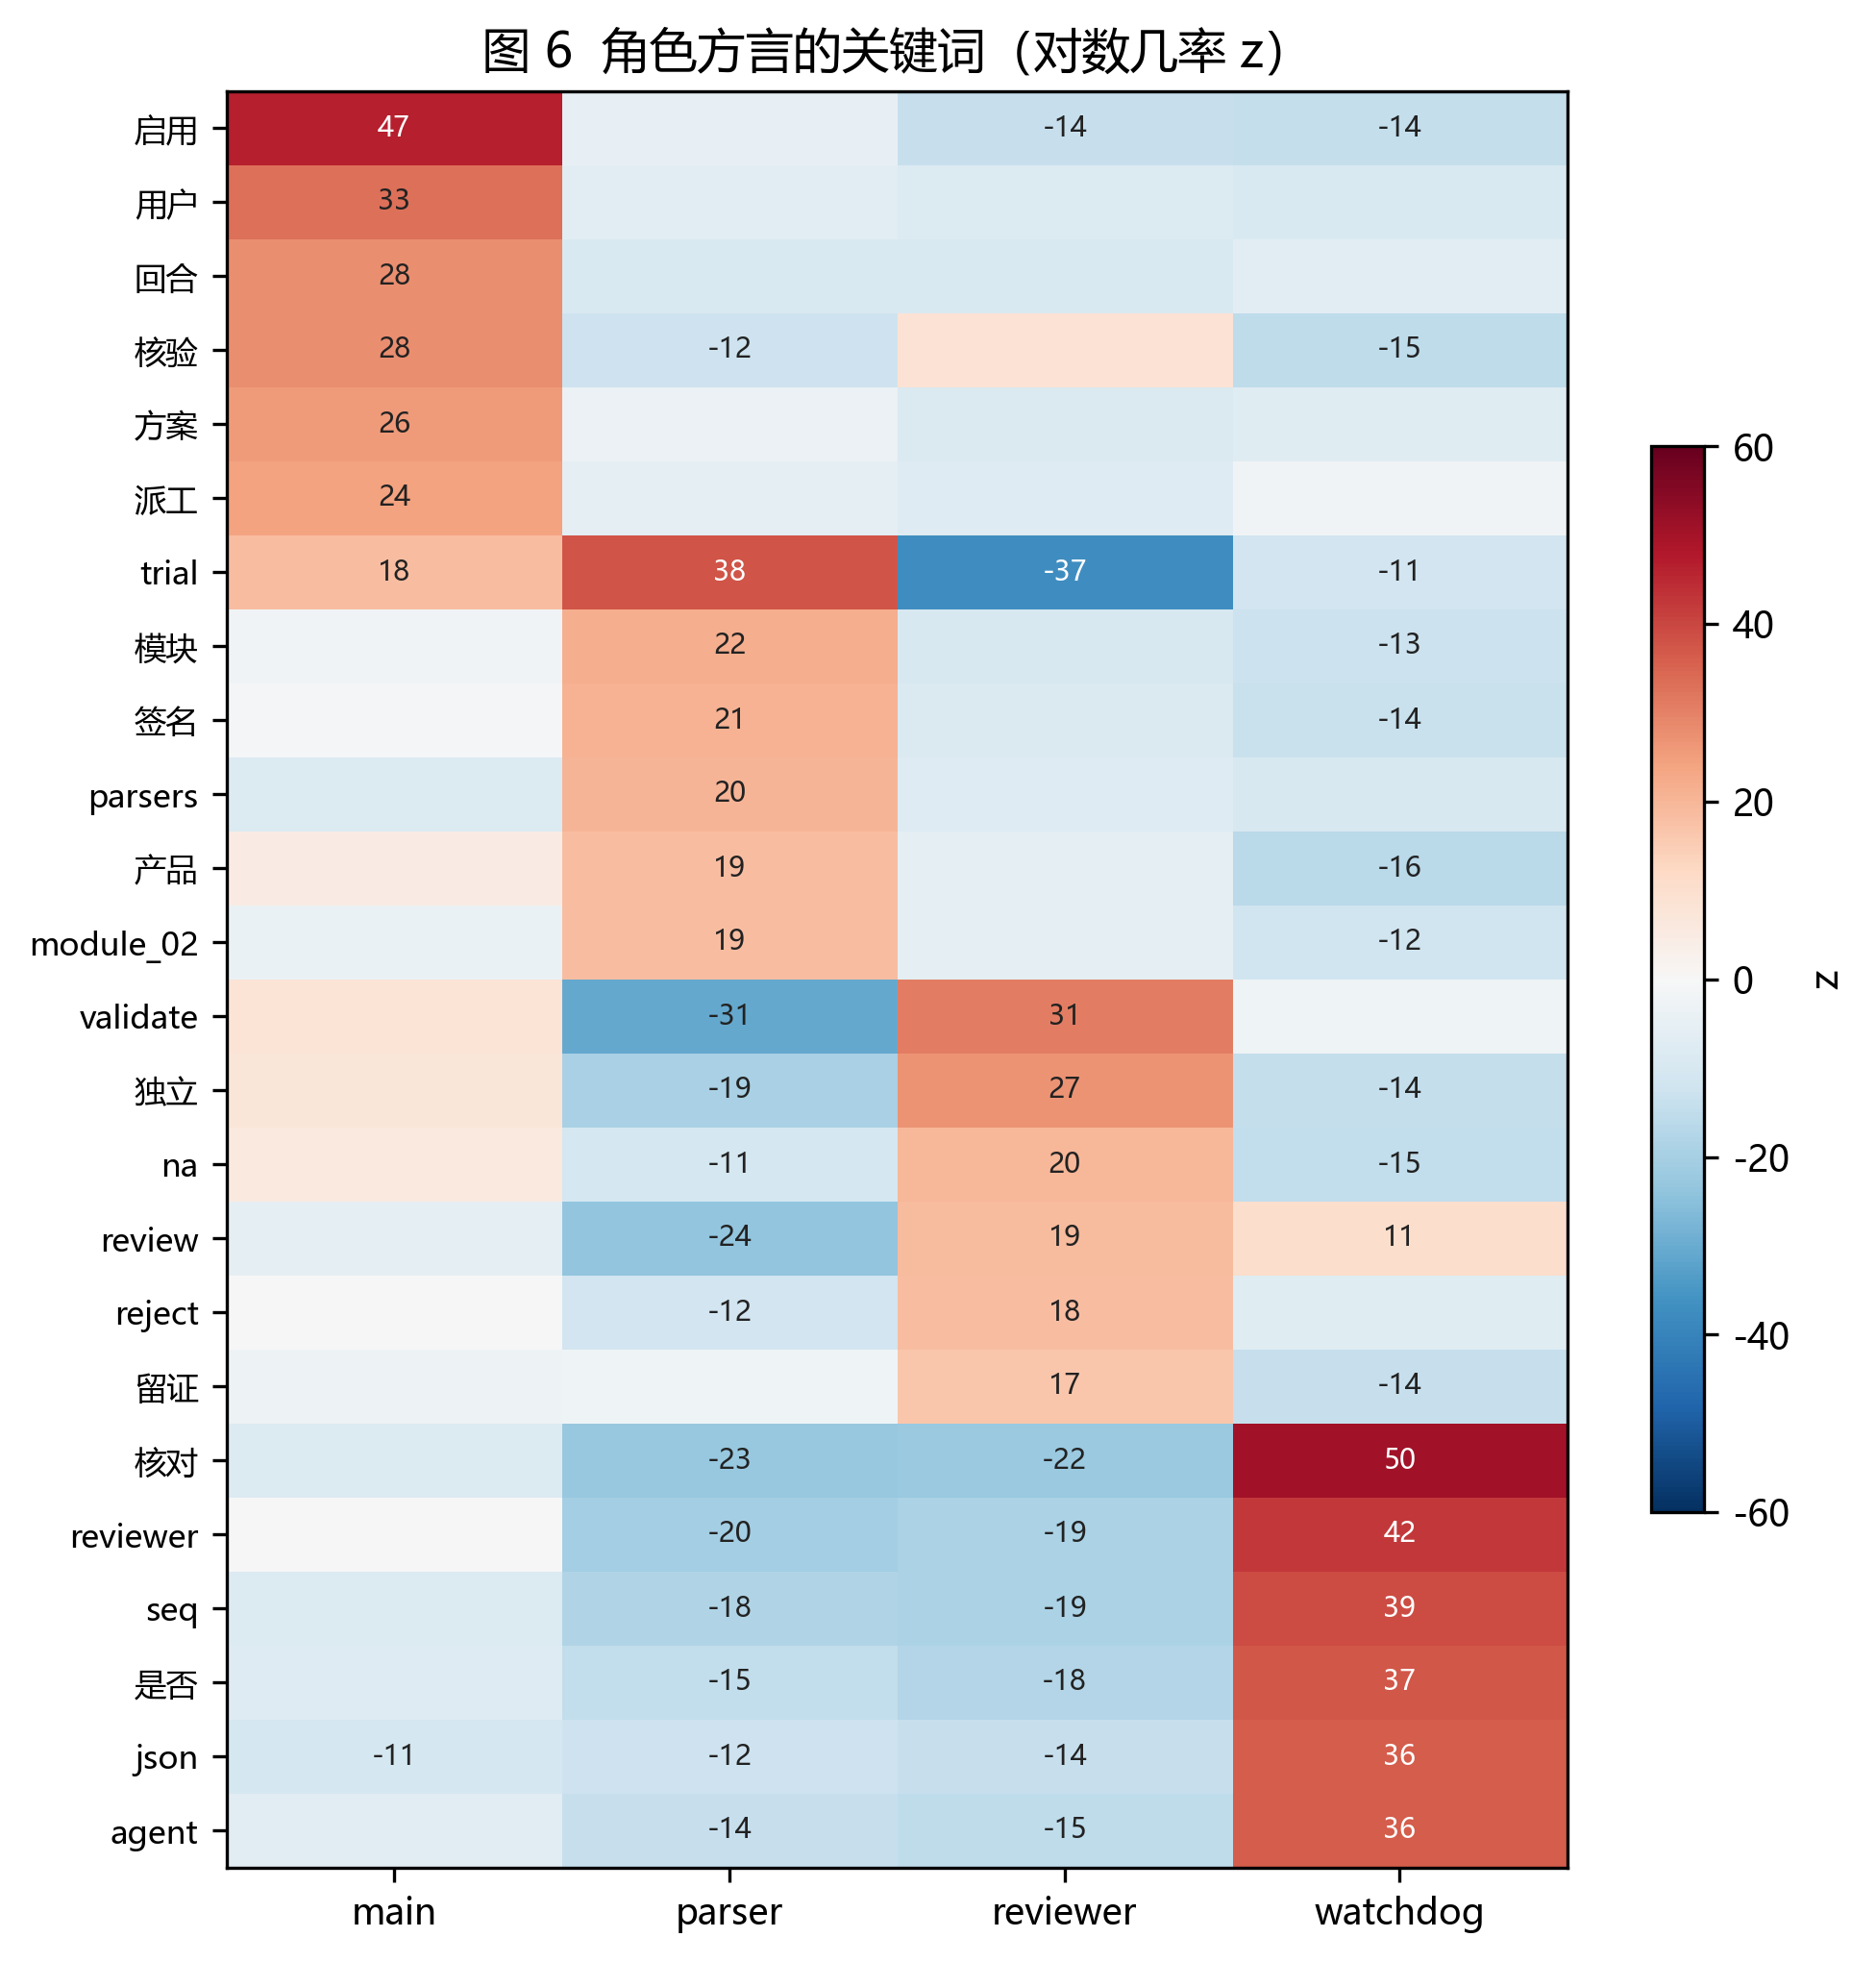 图 6 角色方言的关键词（对数几率 z）
启用 47 -14 -14
用户 33
回合 28
核验 28 -12 -15
方案 26
派工 24
trial 18 38 -37 -11
模块 22 -13
签名 21 -14
parsers 20
产品 19 -16
module_02 19 -12
validate -31 31
独立 -19 27 -14
na -11 20 -15
review -24 19 11
reject -12 18
留证 17 -14
核对 -23 -22 50
reviewer -20 -19 42
seq -18 -19 39
是否 -15 -18 37
json -11 -12 -14 36
agent -14 -15 36
main parser reviewer watchdog
60
40
20
0
-20
-40
-60
z